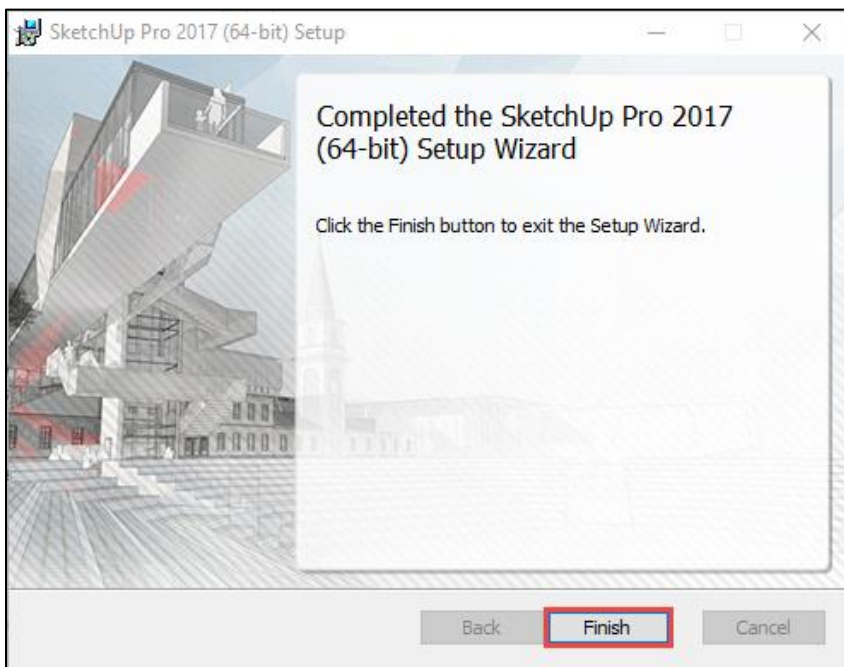 SketchUp Pro 2017 (64-bit) Setup
Completed the SketchUp Pro 2017
(64-bit) Setup Wizard
Click the Finish button to exit the Setup Wizard.
Back Finish Cancel